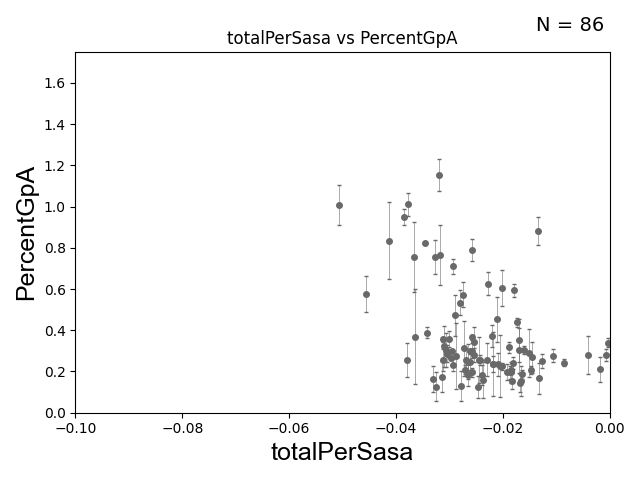 N = 86
totalPerSasa vs PercentGpA
1.6
1.4
1.2
1.0
0.8
0.6
0.4
0.2
0.0
PercentGpA
−0.10 −0.08 −0.06 −0.04 −0.02 0.00
totalPerSasa